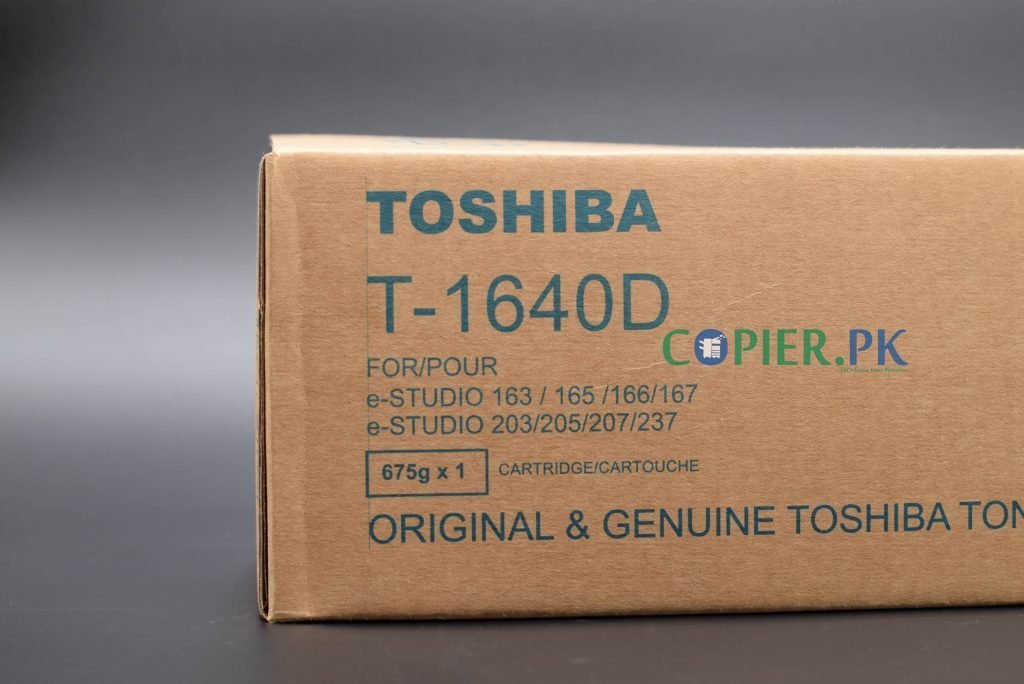 TOSHIBA
T-1640D
COPIER.PK
FOR/POUR
e-STUDIO 163 / 165 /166/167
e-STUDIO 203/205/207/237
675g x 1 CARTRIDGE/CARTOUCHE
ORIGINAL & GENUINE TOSHIBA TON